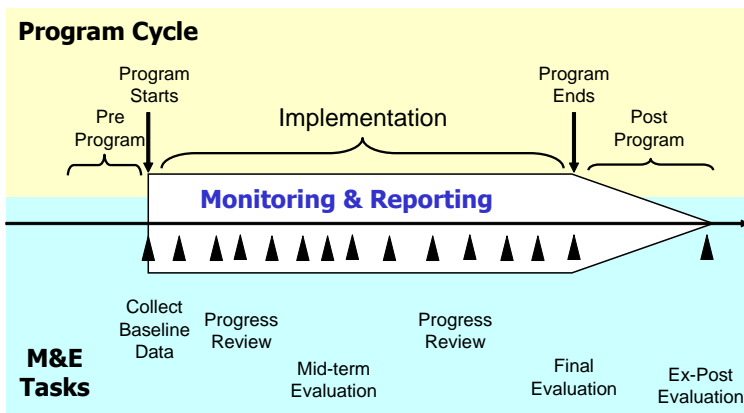 Program Cycle
Program
Starts
Program
Ends
Pre
Program
Implementation
Post
Program
Monitoring & Reporting
Collect
Baseline
Data
Progress
Review
Mid-term
Evaluation
Progress
Review
Final
Evaluation
Ex-Post
Evaluation
M&E
Tasks